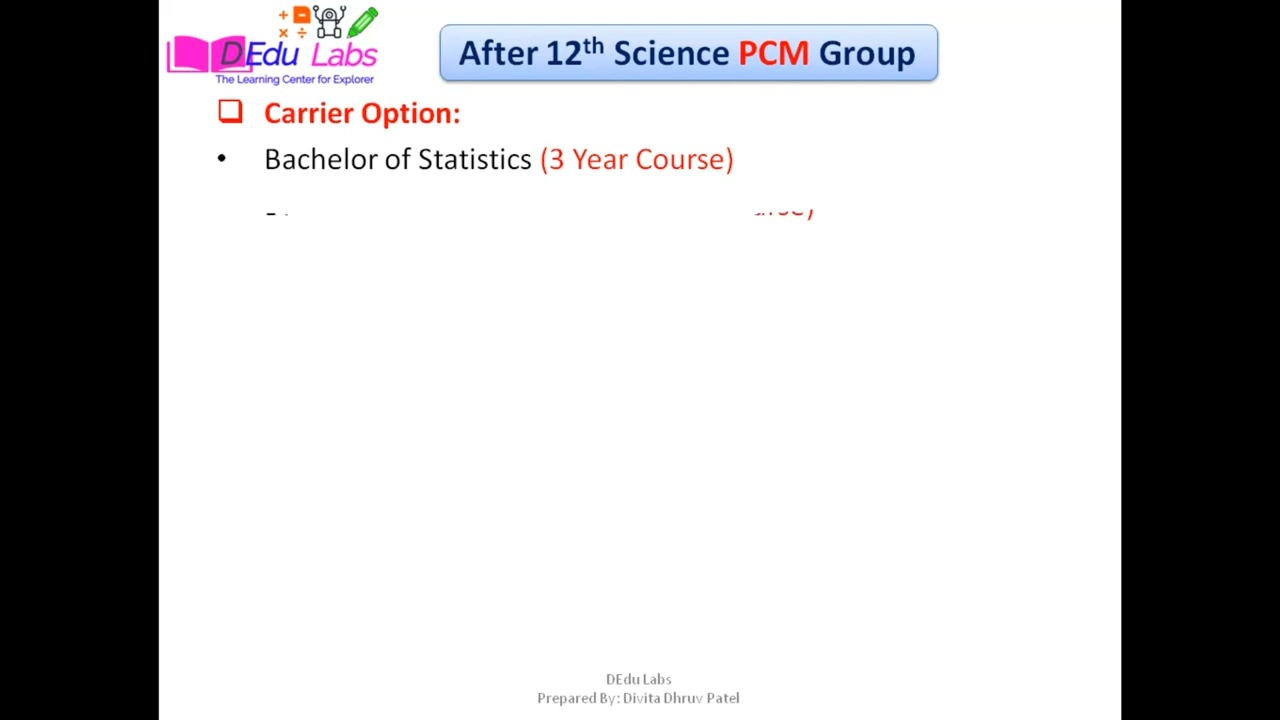 DEdu Labs
The Learning Center for Explorer
After 12th Science PCM Group
Carrier Option:
• Bachelor of Statistics (3 Year Course)
DEdu Labs
Prepared By: Divita Dhruv Patel